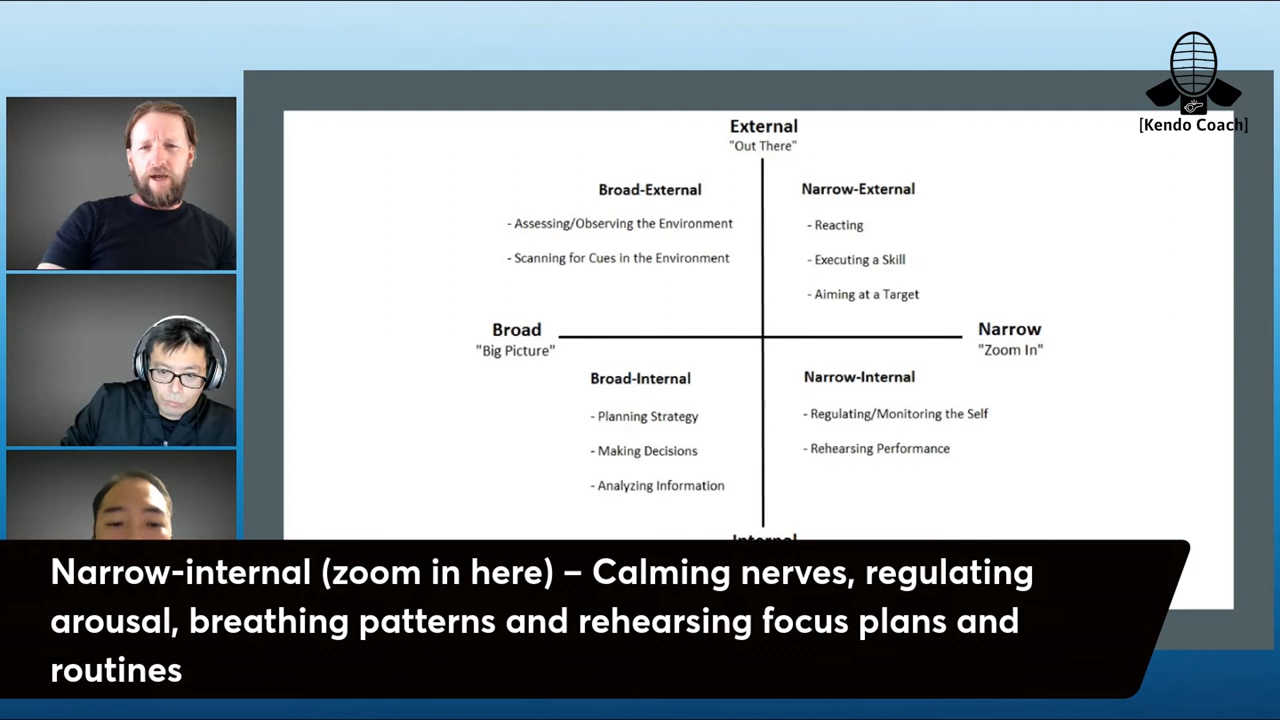 [Kendo Coach]
External
"Out There"
Broad-External
- Assessing/Observing the Environment
- Scanning for Cues in the Environment
Narrow-External
- Reacting
- Executing a Skill
- Aiming at a Target
Broad
"Big Picture"
Narrow
"Zoom In"
Broad-Internal
- Planning Strategy
- Making Decisions
- Analyzing Information
Narrow-Internal
- Regulating/Monitoring the Self
- Rehearsing Performance
Internal
Narrow-internal (zoom in here) – Calming nerves, regulating
arousal, breathing patterns and rehearsing focus plans and
routines